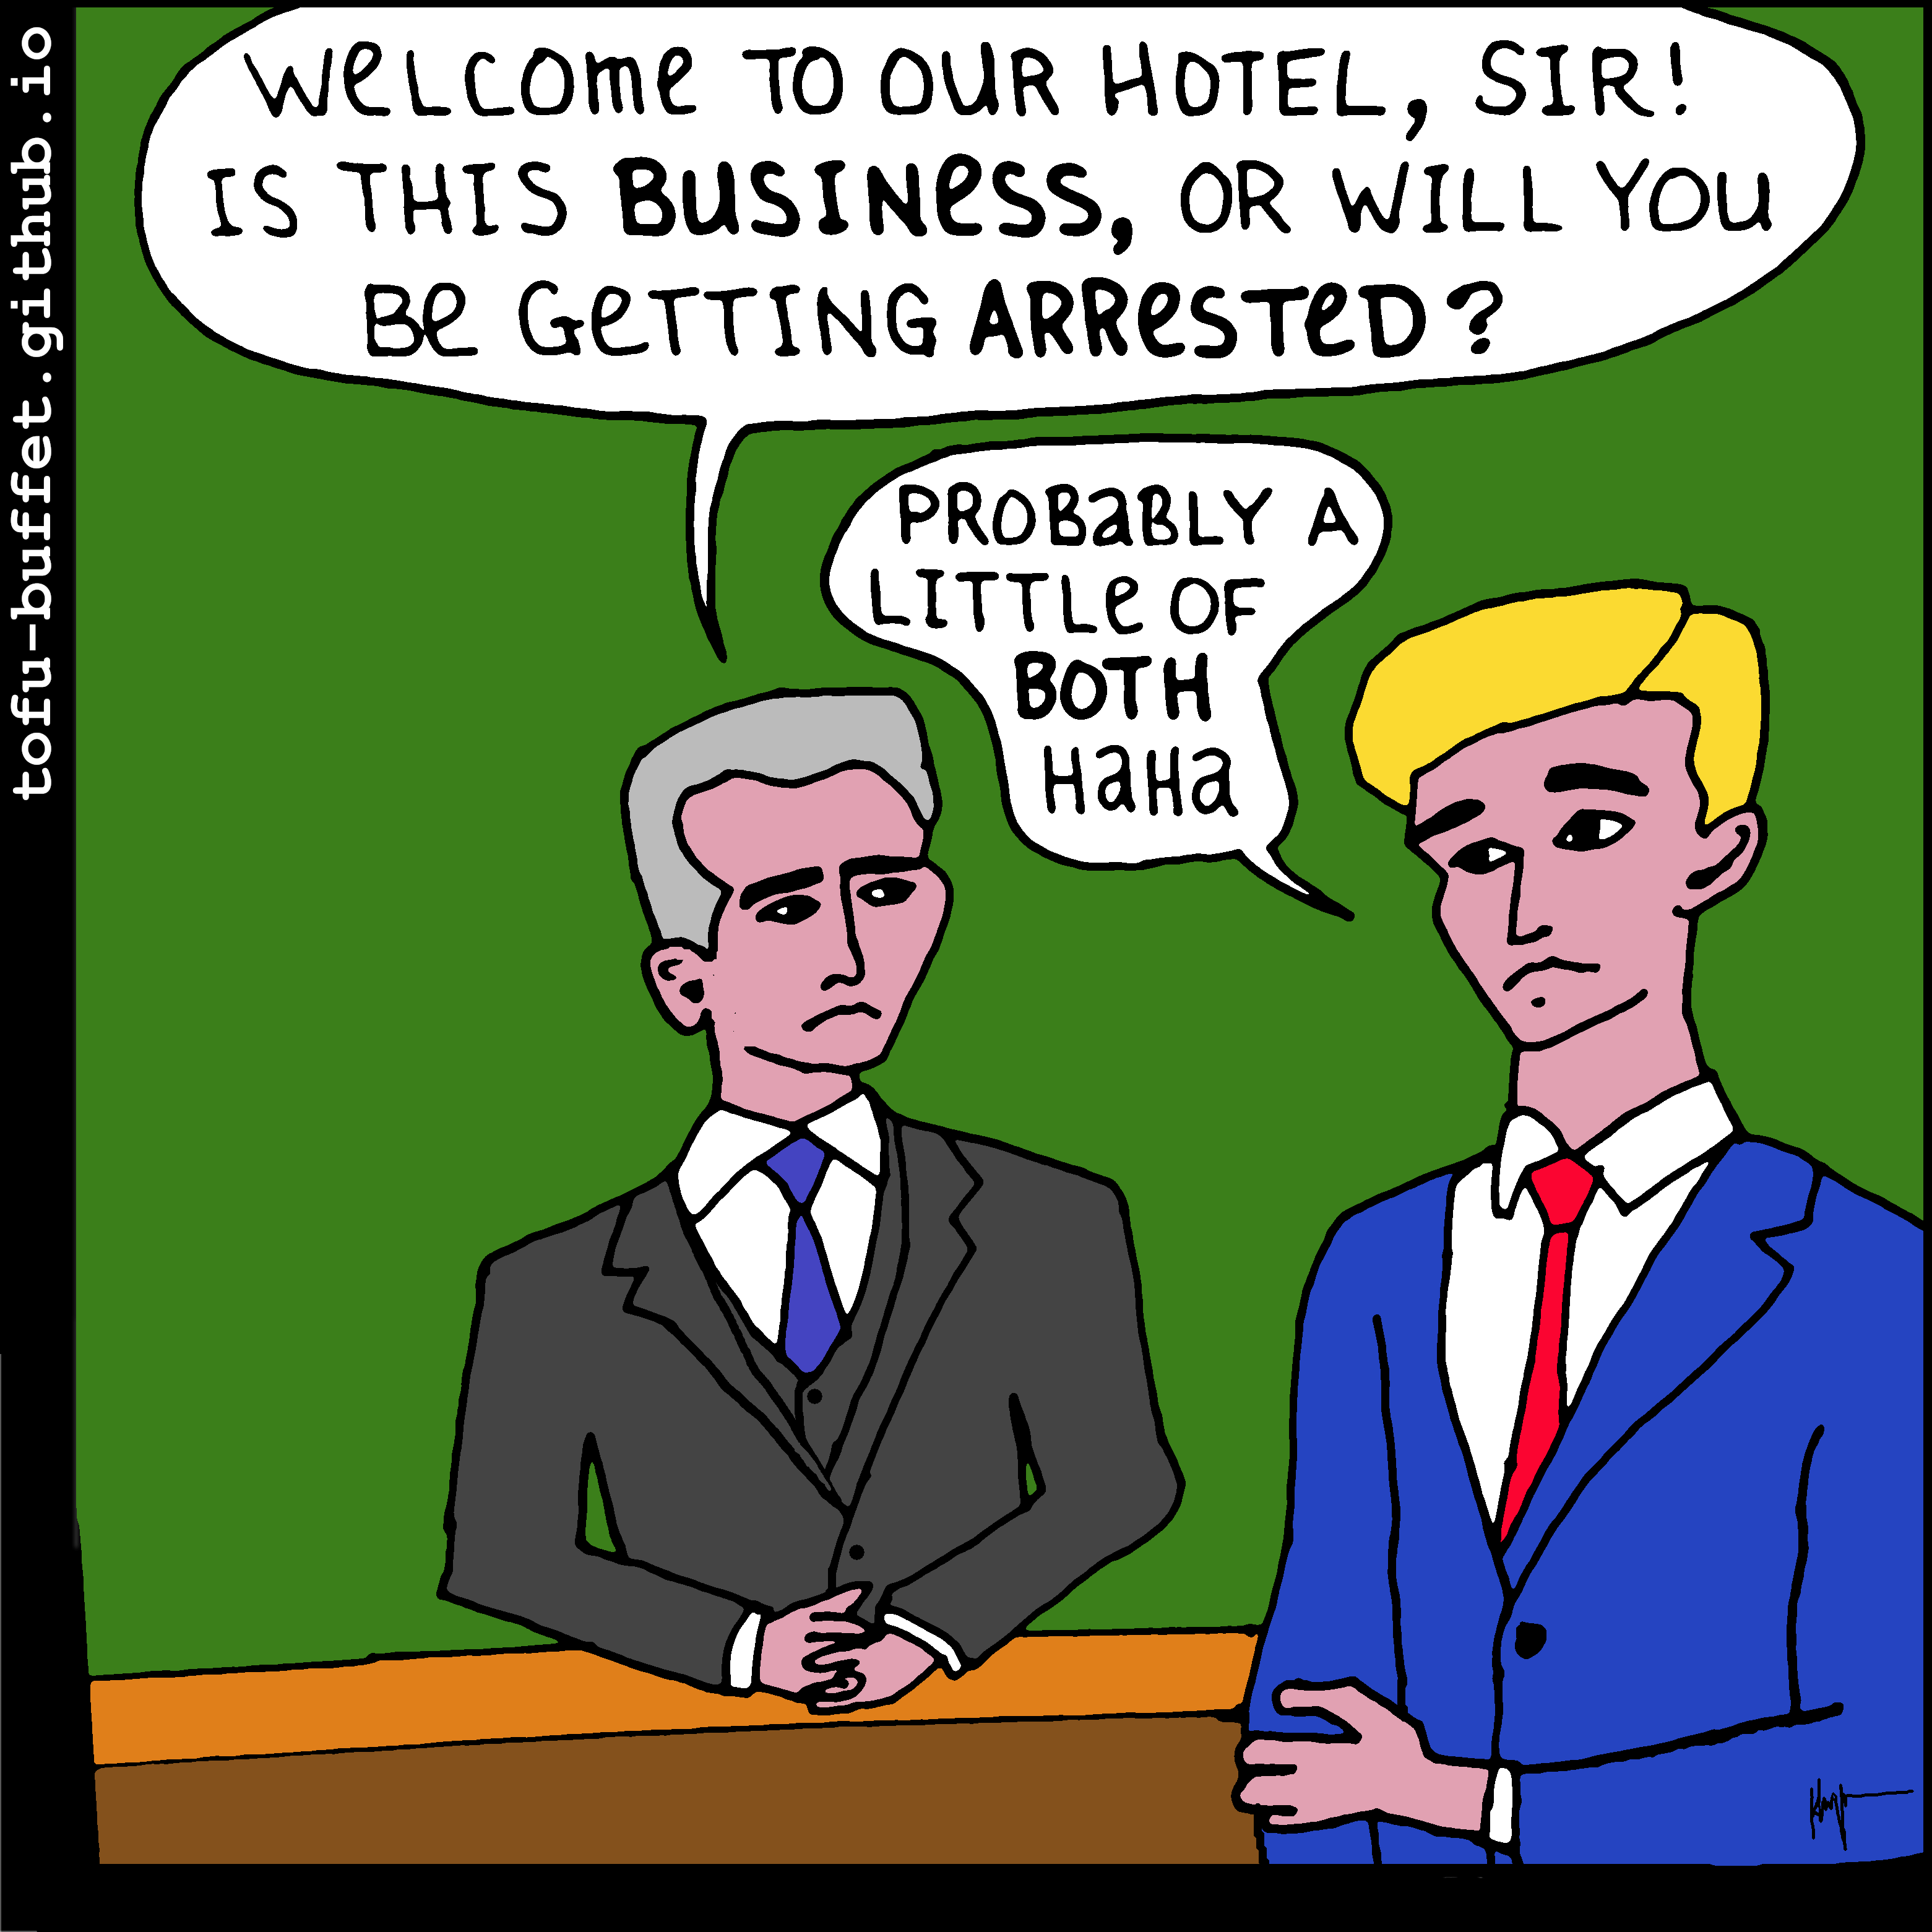 WeLCOMe TO OUR HOTEL, SIR!
IS THIS BUSINeSS, OR WILL YOU
Be GeTTING ARReSTeD?
PROBaBLY A
LITTLe OF
BOTH
HaHa
tofu-buffet.github.io